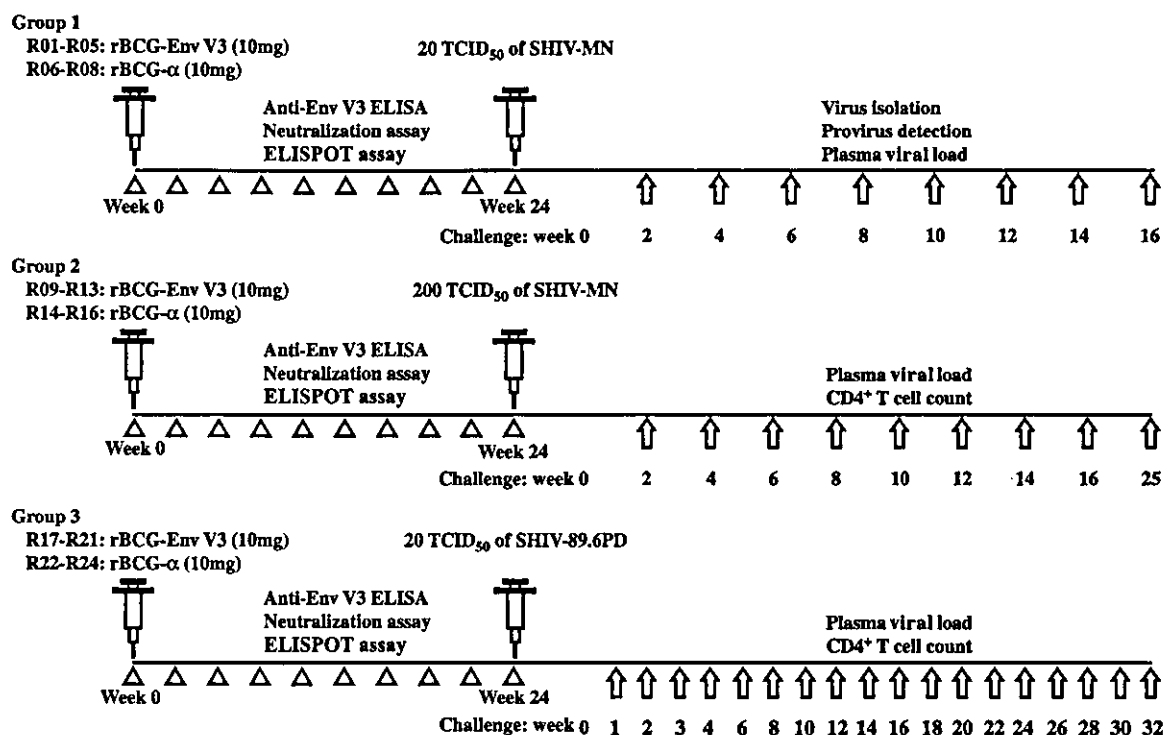 Group 1
R01-R05: rBCG-Env V3 (10mg)
R06-R08: rBCG-α (10mg)
20 TCID50 of SHIV-MN
Anti-Env V3 ELISA
Neutralization assay
ELISPOT assay
Virus isolation
Provirus detection
Plasma viral load
Week 0
Week 24
Challenge: week 0 2 4 6 8 10 12 14 16
Group 2
R09-R13: rBCG-Env V3 (10mg)
R14-R16: rBCG-α (10mg)
200 TCID50 of SHIV-MN
Anti-Env V3 ELISA
Neutralization assay
ELISPOT assay
Plasma viral load
CD4+ T cell count
Week 0
Week 24
Challenge: week 0 2 4 6 8 10 12 14 16 25
Group 3
R17-R21: rBCG-Env V3 (10mg)
R22-R24: rBCG-α (10mg)
20 TCID50 of SHIV-89.6PD
Anti-Env V3 ELISA
Neutralization assay
ELISPOT assay
Plasma viral load
CD4+ T cell count
Week 0
Week 24
Challenge: week 0 1 2 3 4 6 8 10 12 14 16 18 20 22 24 26 28 30 32